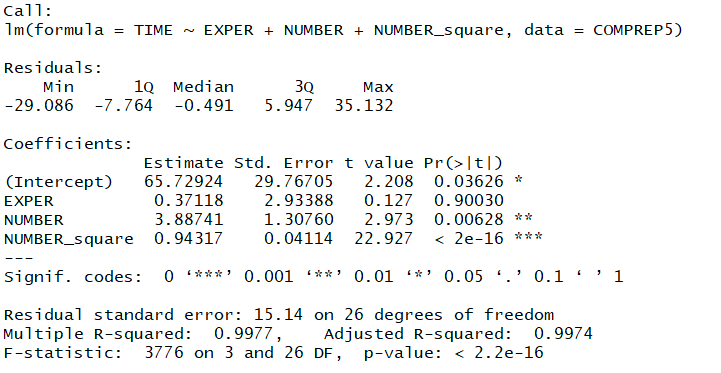 Call:
lm(formula = TIME ~ EXPER + NUMBER + NUMBER_square, data = COMPREP5)
Residuals:
Min 1Q Median 3Q Max
-29.086 -7.764 -0.491 5.947 35.132
Coefficients:
Estimate Std. Error t value Pr(>|t|)
(Intercept) 65.72924 29.76705 2.208 0.03626 *
EXPER 0.37118 2.93388 0.127 0.90030
NUMBER 3.88741 1.30760 2.973 0.00628 **
NUMBER_square 0.94317 0.04114 22.927 < 2e-16 ***
---
Signif. codes: 0 ‘***’ 0.001 ‘**’ 0.01 ‘*’ 0.05 ‘.’ 0.1 ‘ ’ 1
Residual standard error: 15.14 on 26 degrees of freedom
Multiple R-squared: 0.9977, Adjusted R-squared: 0.9974
F-statistic: 3776 on 3 and 26 DF, p-value: < 2.2e-16